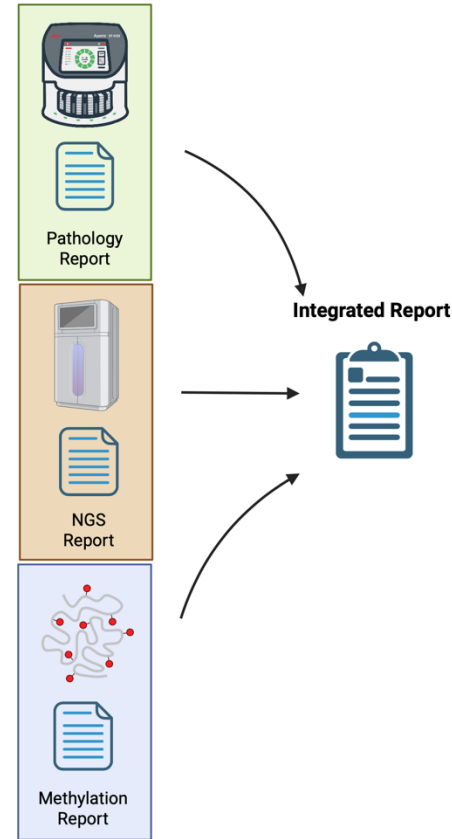 Pathology
Report
Integrated Report
NGS
Report
Methylation
Report